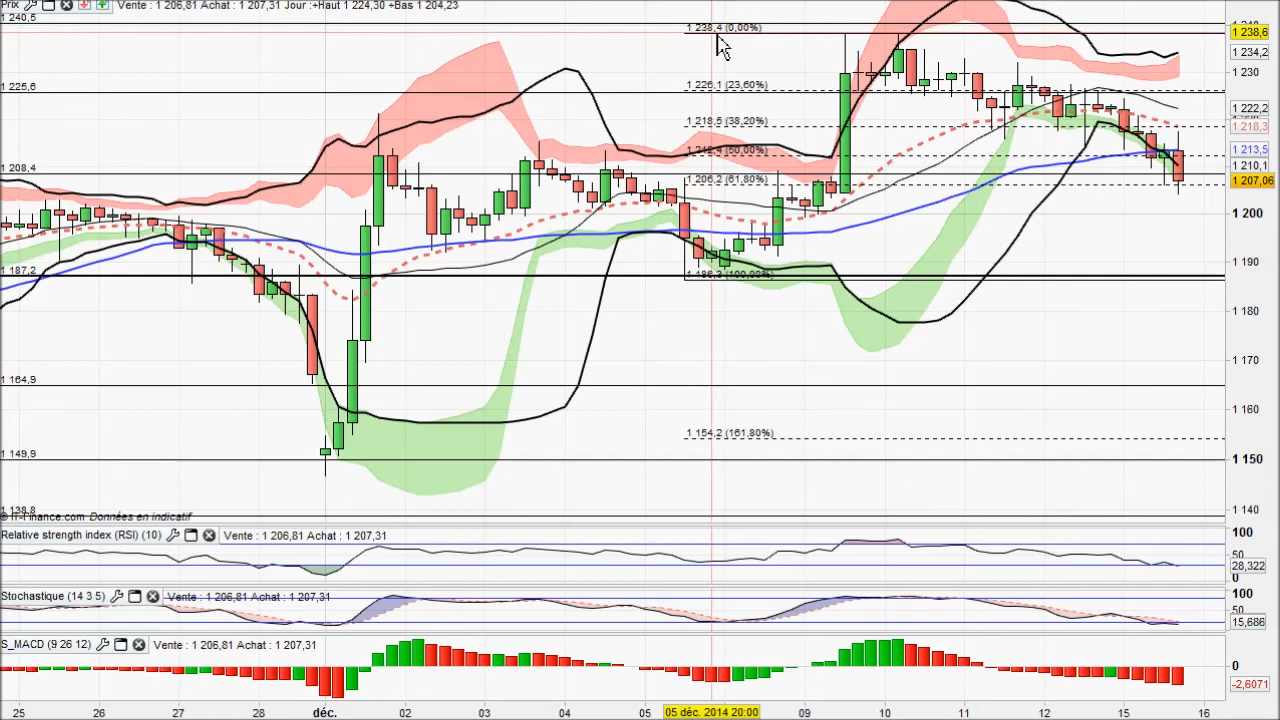 Prix Vente : 1 206,81 Achat : 1 207,31 Jour :+Haut 1 224,30 +Bas 1 204,23
1 240,5
1 238,4 (0,00%)
1 238,6
1 234,2
1 230
1 225,6
1 226,1 (23,60%)
1 222,2
1 218,5 (38,20%)
1 218,3
1 212,4 (50,00%)
1 213,5
1 208,4
1 210,1
1 206,2 (61,80%)
1 207,06
1 200
1 190
1 187,2
1 186,3 (100,00%)
1 180
1 170
1 164,9
1 160
1 154,2 (161,80%)
1 149,9
1 150
1 138,8
1 140
© IT-Finance.com Données en indicatif
Relative strength index (RSI) (10) Vente : 1 206,81 Achat : 1 207,31
100
50
28,322
0
Stochastique (14 3 5) Vente : 1 206,81 Achat : 1 207,31
100
50
15,686
S_MACD (9 26 12) Vente : 1 206,81 Achat : 1 207,31
0
-2,6071
25 26 27 28 déc. 02 03 04 05 05 déc. 2014 20:00 09 10 11 12 15 16